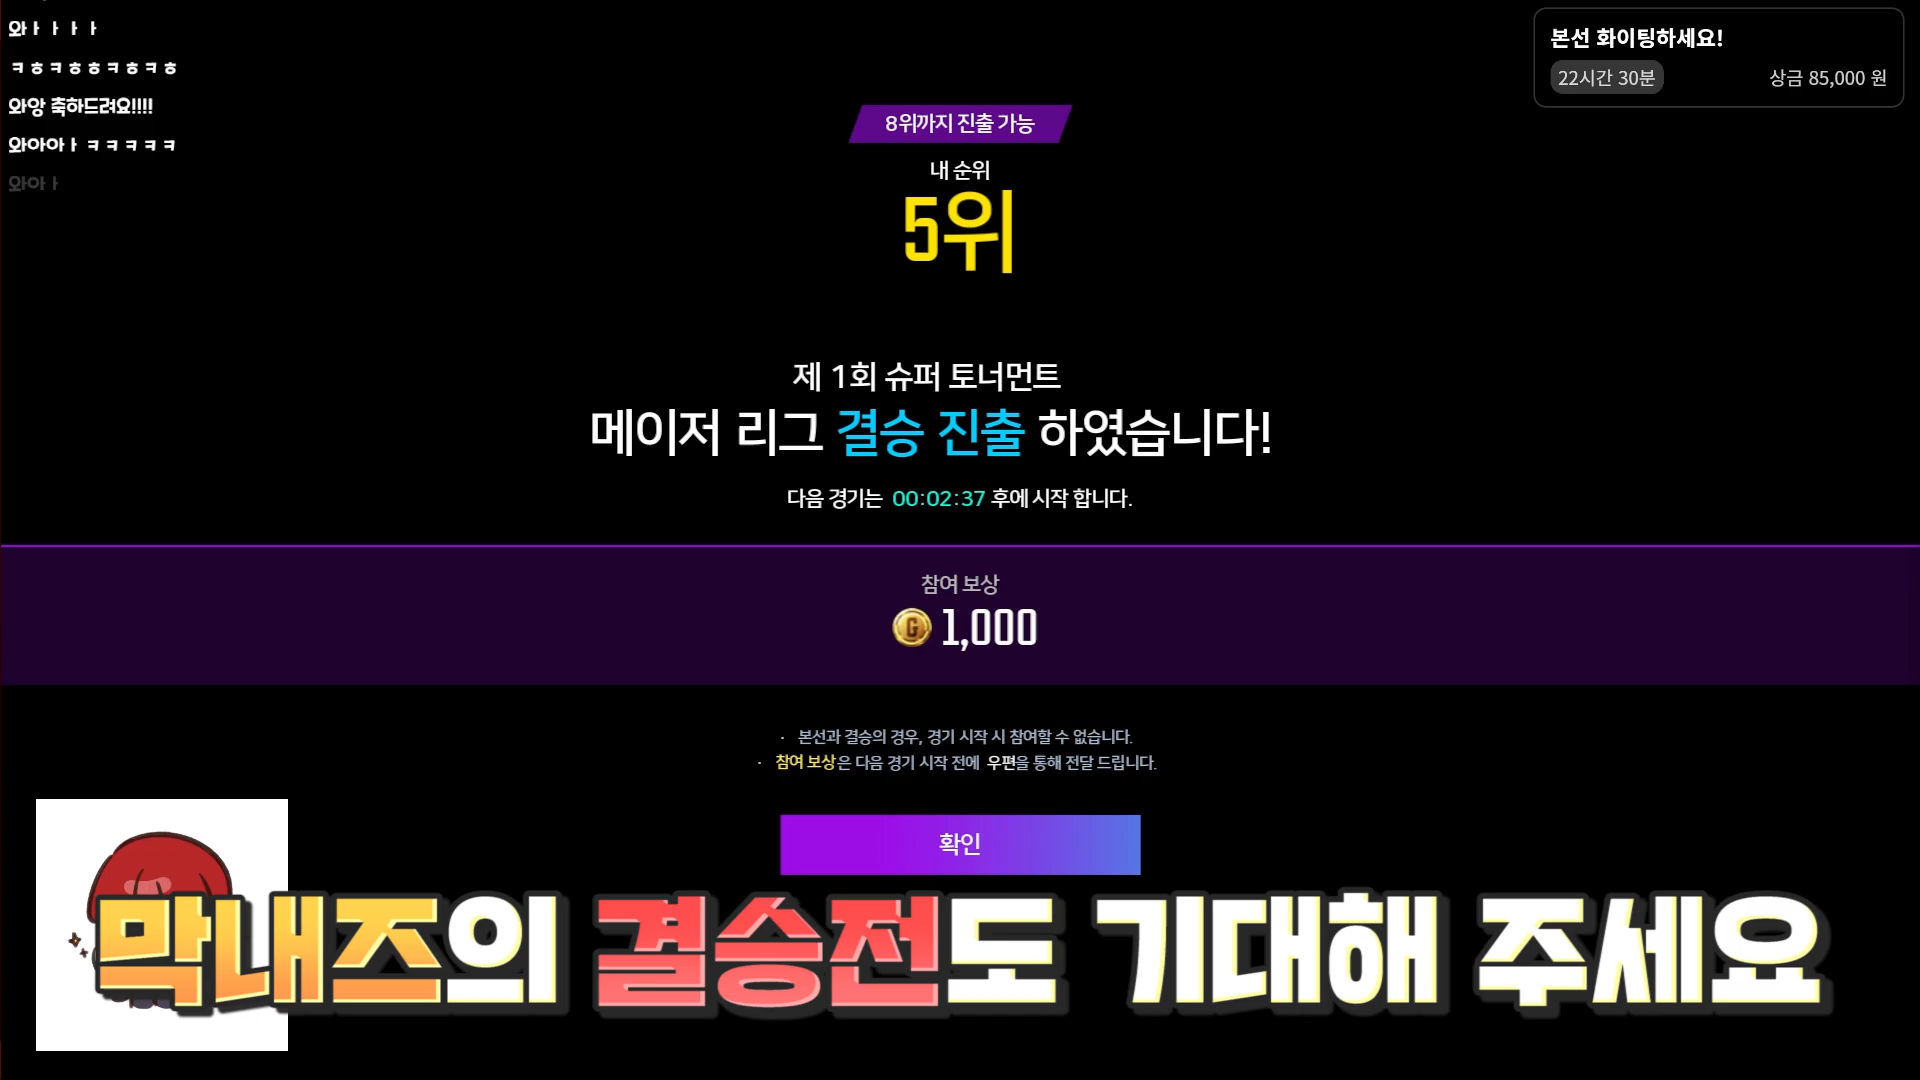 와ㅏㅏㅏㅏ
ㅋㅎㅋㅎㅎㅋㅎㅋㅎ
와앙 축하드려요!!!!
와아아ㅏㅋㅋㅋㅋㅋ
와아ㅏ
본선 화이팅하세요!
22시간 30분
상금 85,000 원
8위까지 진출 가능
내 순위
5위
제 1회 슈퍼 토너먼트
메이저 리그 결승 진출 하였습니다!
다음 경기는 00:02:37 후에 시작 합니다.
참여 보상
G 1,000
· 본선과 결승의 경우, 경기 시작 시 참여할 수 없습니다.
· 참여 보상은 다음 경기 시작 전에 우편을 통해 전달 드립니다.
확인
막내즈의 결승전도 기대해 주세요